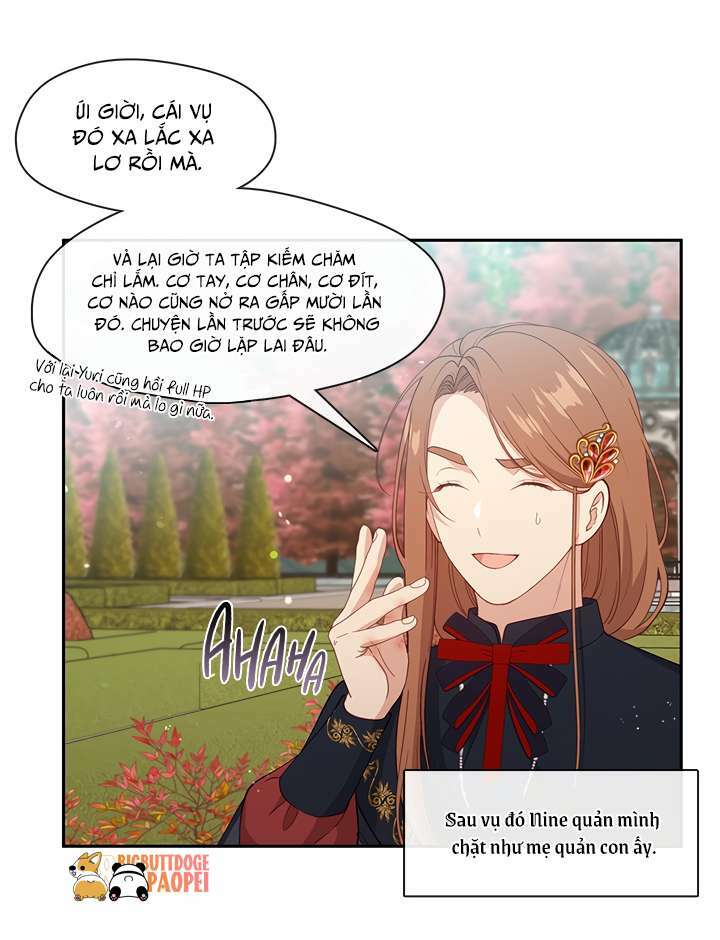 ÚI GIỜI, CÁI VỤ
ĐÓ XA LẮC XA
LƠ RỒI MÀ.
VẢ LẠI GIỜ TA TẬP KIẾM CHĂM
CHỈ LẮM. CƠ TAY, CƠ CHÂN, CƠ ĐÍT,
CƠ NÀO CŨNG NỞ RA GẤP MƯỜI LẦN
ĐÓ. CHUYỆN LẦN TRƯỚC SẼ KHÔNG
BAO GIỜ LẶP LẠI ĐÂU.
Với lại Yuri cũng hồi full HP
cho ta luôn rồi mà lo gì nữa.
AHAHA
Sau vụ đó Nine quản mình
chặt như mẹ quản con ấy.
BIGBUTTDOGE
PAOPEI